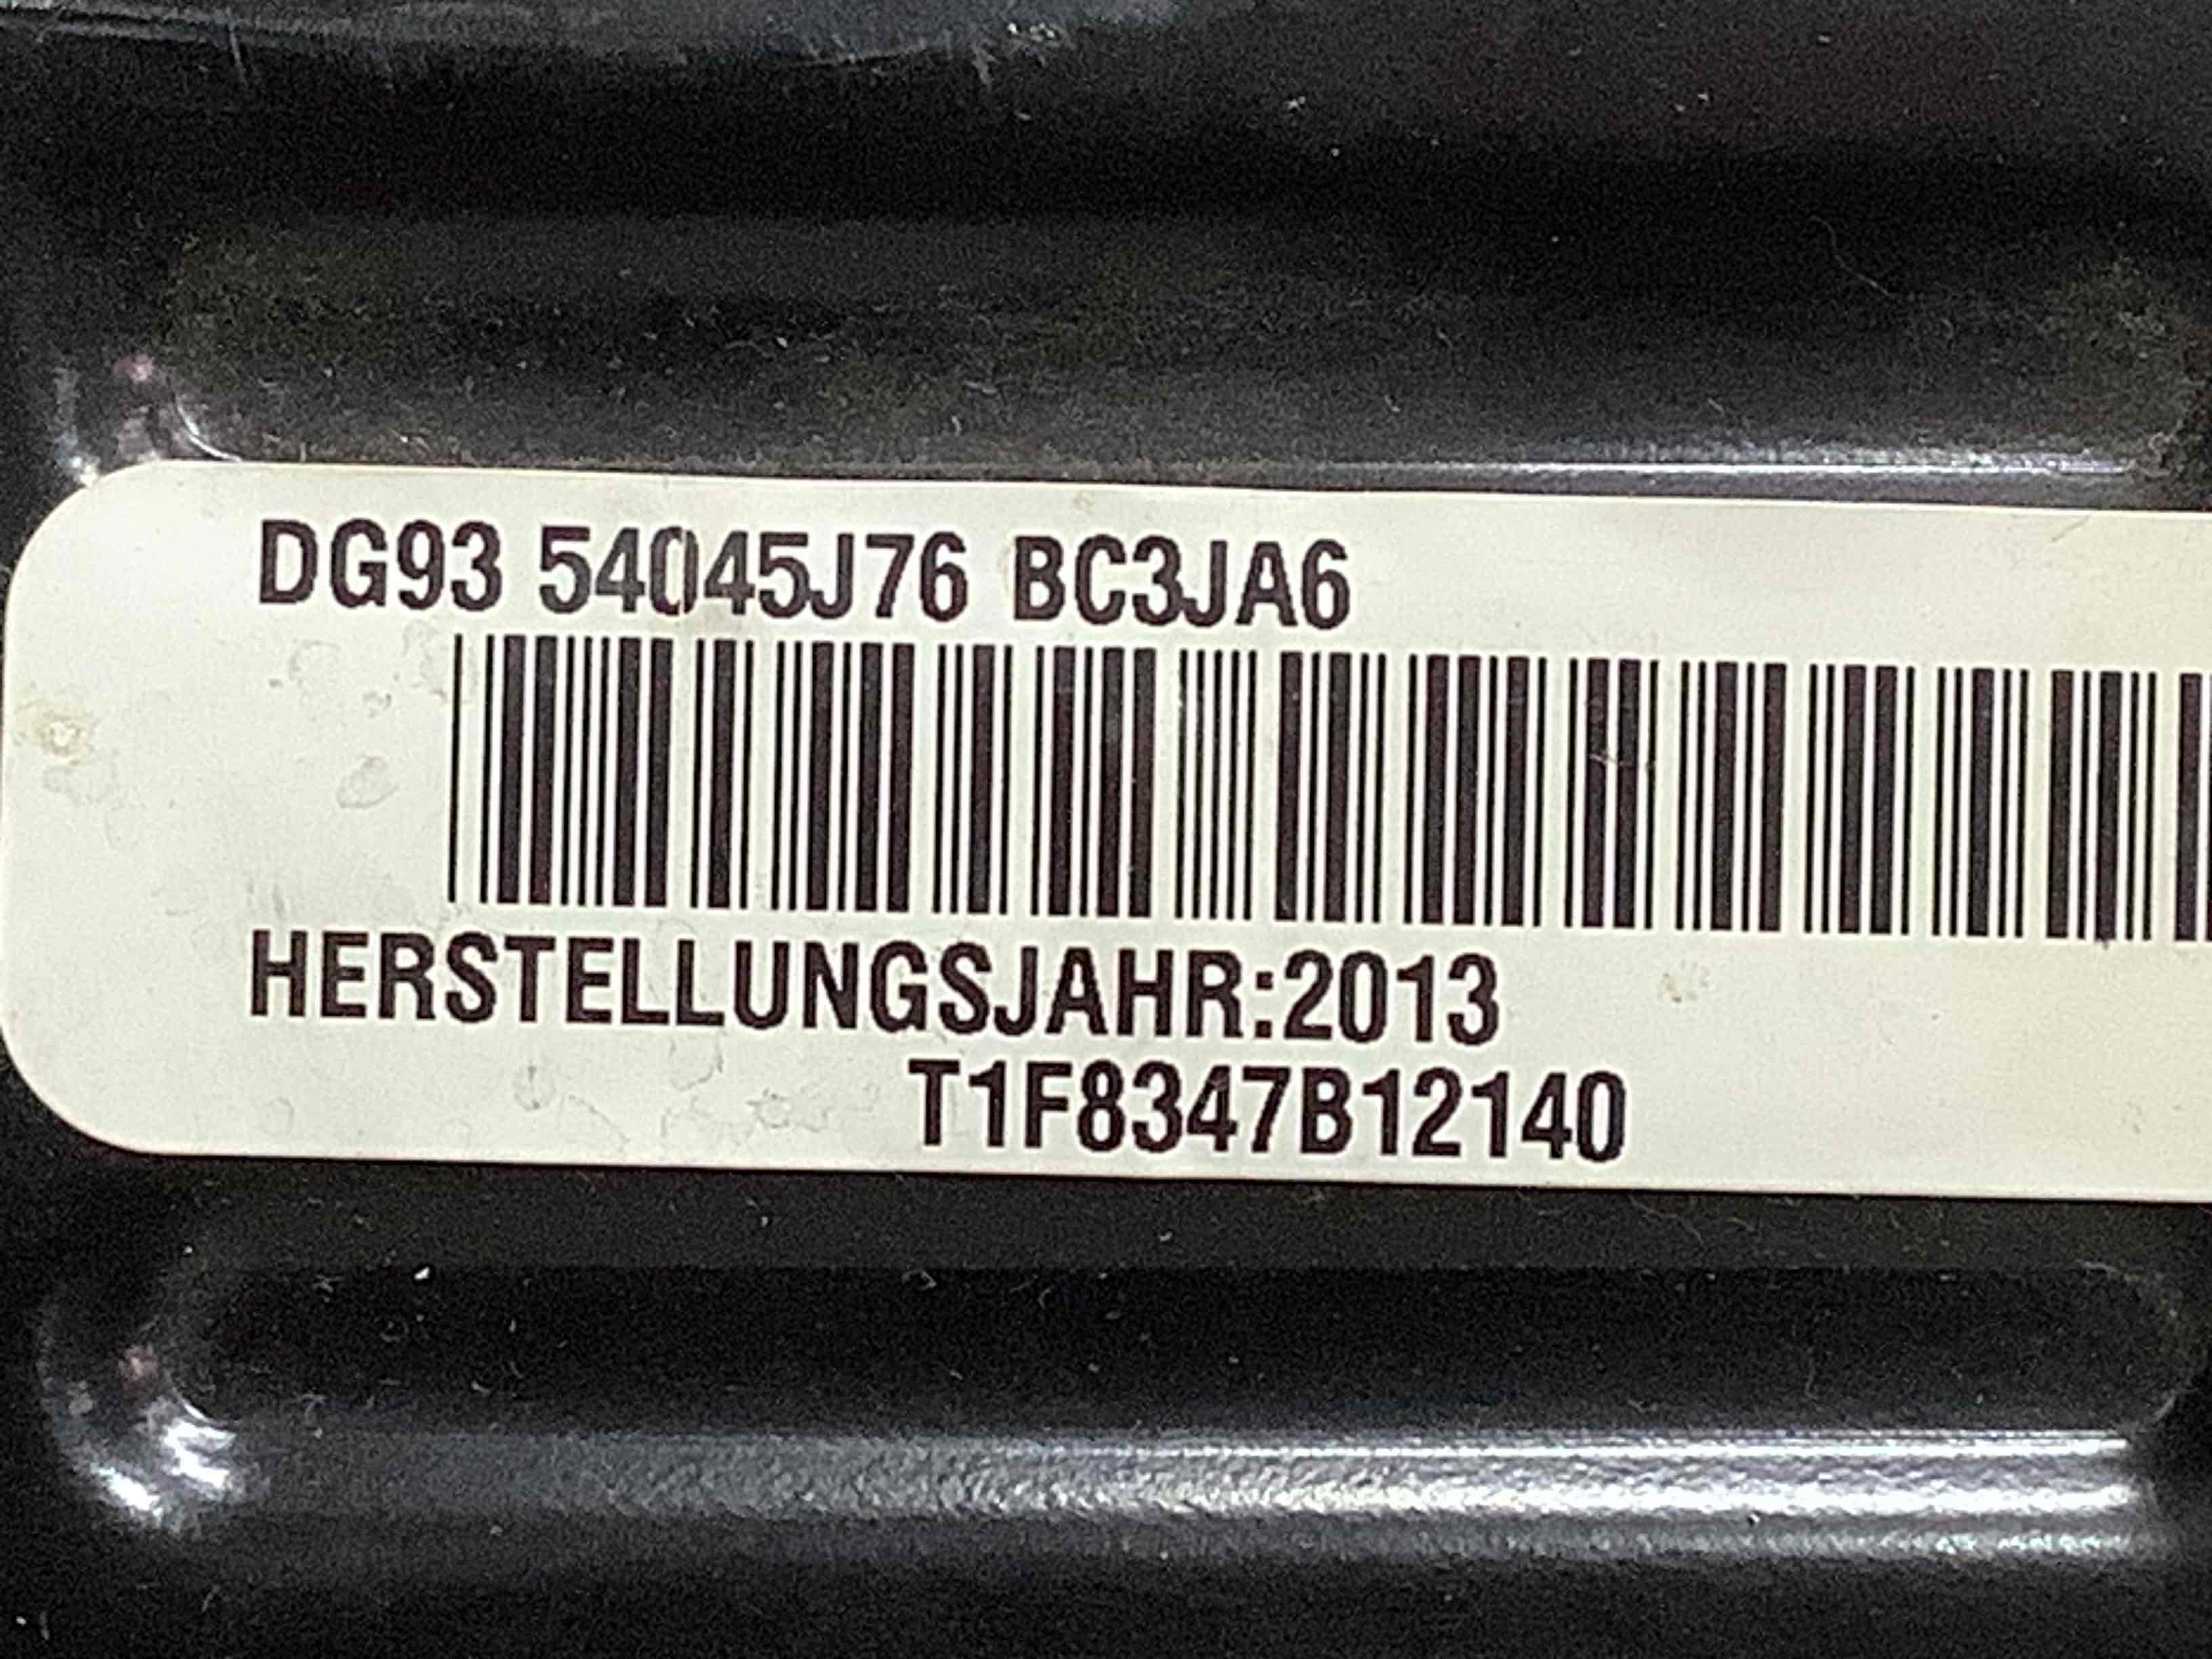 DG93 54045J76 BC3JA6
HERSTELLUNGSJAHR:2013
T1F8347B12140